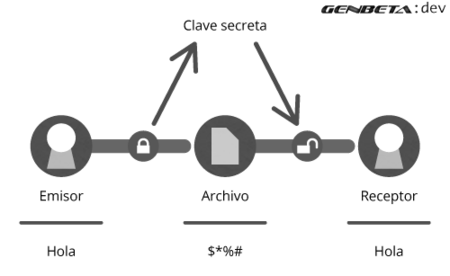 GENBETA:dev
Clave secreta
Emisor
Archivo
Receptor
Hola
$*%#
Hola